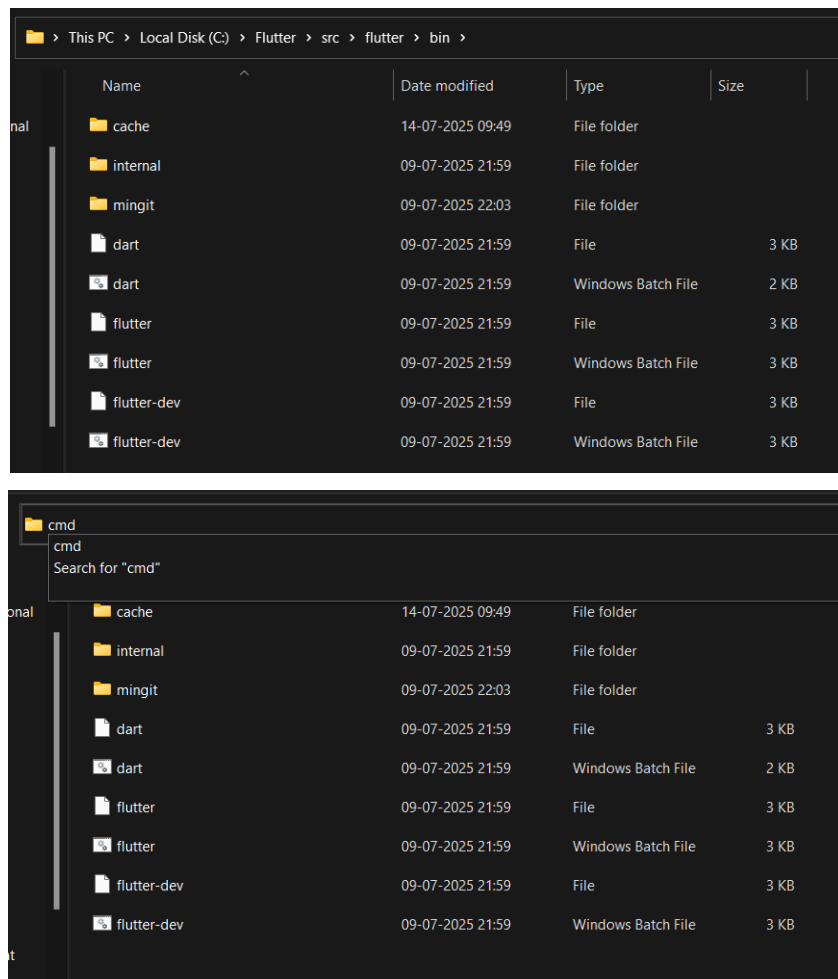 > This PC > Local Disk (C:) > Flutter > src > flutter > bin >
Name Date modified Type Size
nal
cache 14-07-2025 09:49 File folder
internal 09-07-2025 21:59 File folder
mingit 09-07-2025 22:03 File folder
dart 09-07-2025 21:59 File 3 KB
dart 09-07-2025 21:59 Windows Batch File 2 KB
flutter 09-07-2025 21:59 File 3 KB
flutter 09-07-2025 21:59 Windows Batch File 3 KB
flutter-dev 09-07-2025 21:59 File 3 KB
flutter-dev 09-07-2025 21:59 Windows Batch File 3 KB
cmd
cmd
Search for "cmd"
onal
cache 14-07-2025 09:49 File folder
internal 09-07-2025 21:59 File folder
mingit 09-07-2025 22:03 File folder
dart 09-07-2025 21:59 File 3 KB
dart 09-07-2025 21:59 Windows Batch File 2 KB
flutter 09-07-2025 21:59 File 3 KB
flutter 09-07-2025 21:59 Windows Batch File 3 KB
flutter-dev 09-07-2025 21:59 File 3 KB
flutter-dev 09-07-2025 21:59 Windows Batch File 3 KB
t